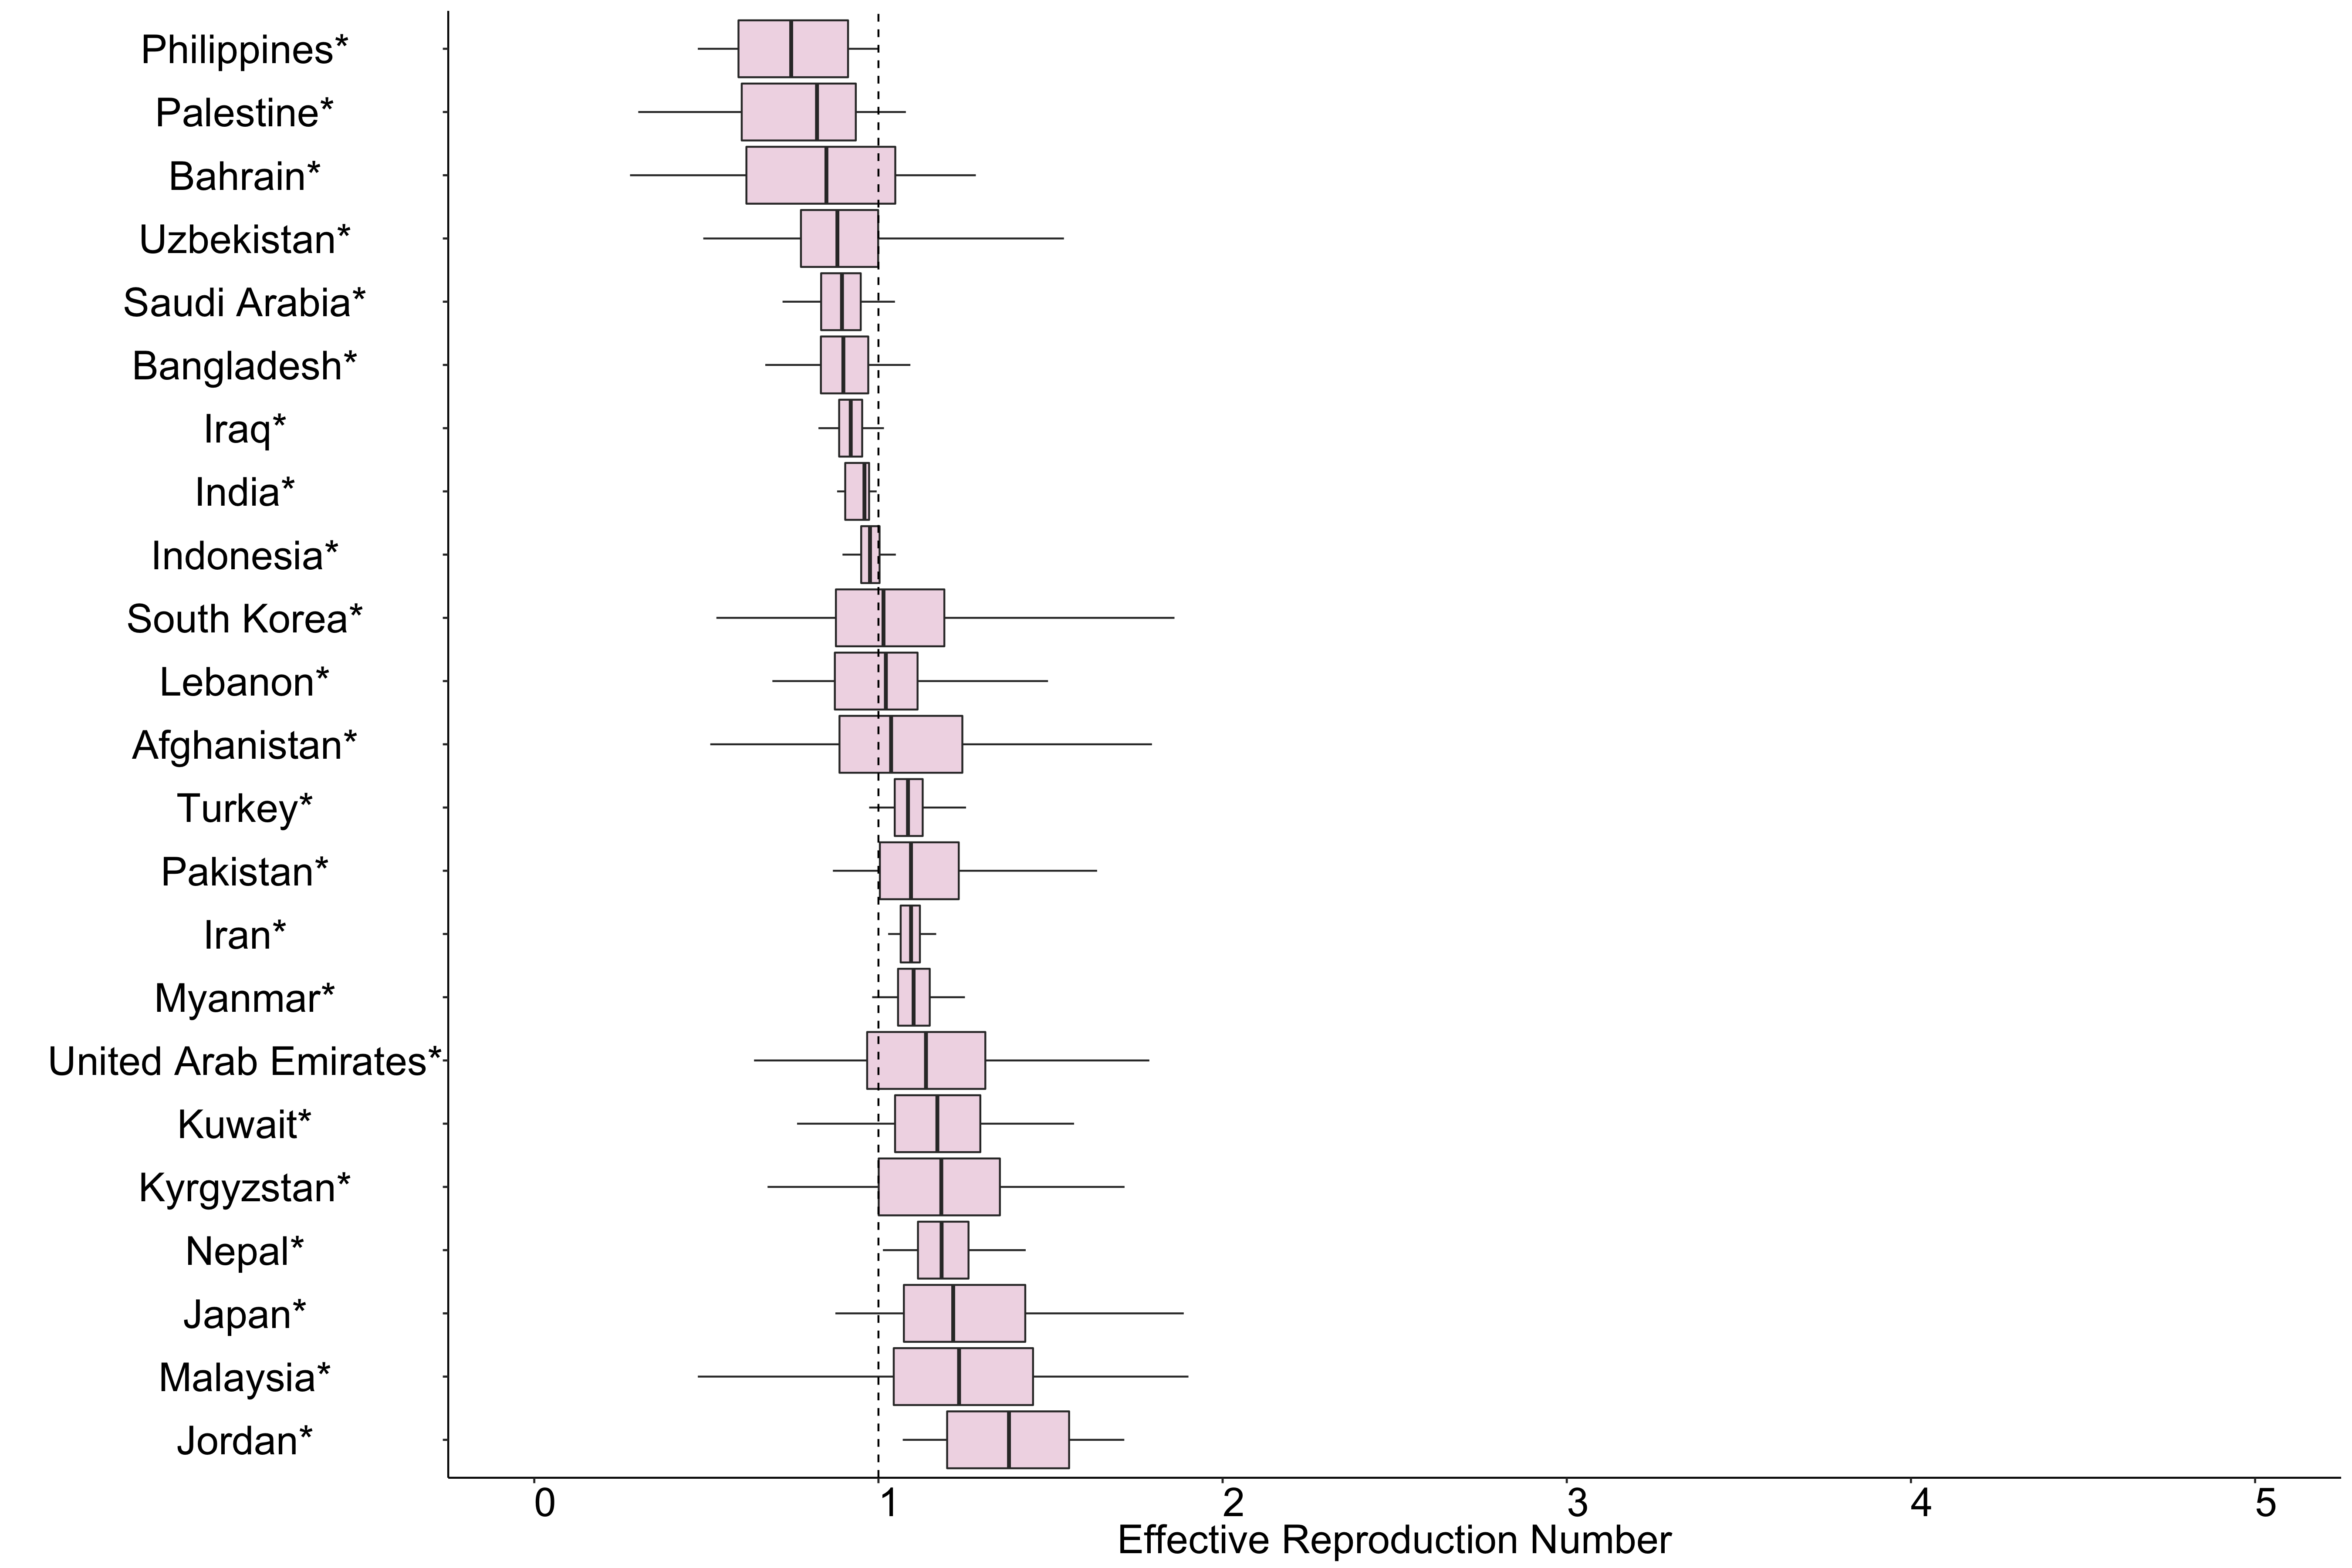 Philippines*
Palestine*
Bahrain*
Uzbekistan*
Saudi Arabia*
Bangladesh*
Iraq*
India*
Indonesia*
South Korea*
Lebanon*
Afghanistan*
Turkey*
Pakistan*
Iran*
Myanmar*
United Arab Emirates*
Kuwait*
Kyrgyzstan*
Nepal*
Japan*
Malaysia*
Jordan*
0 1 2 3 4 5
Effective Reproduction Number